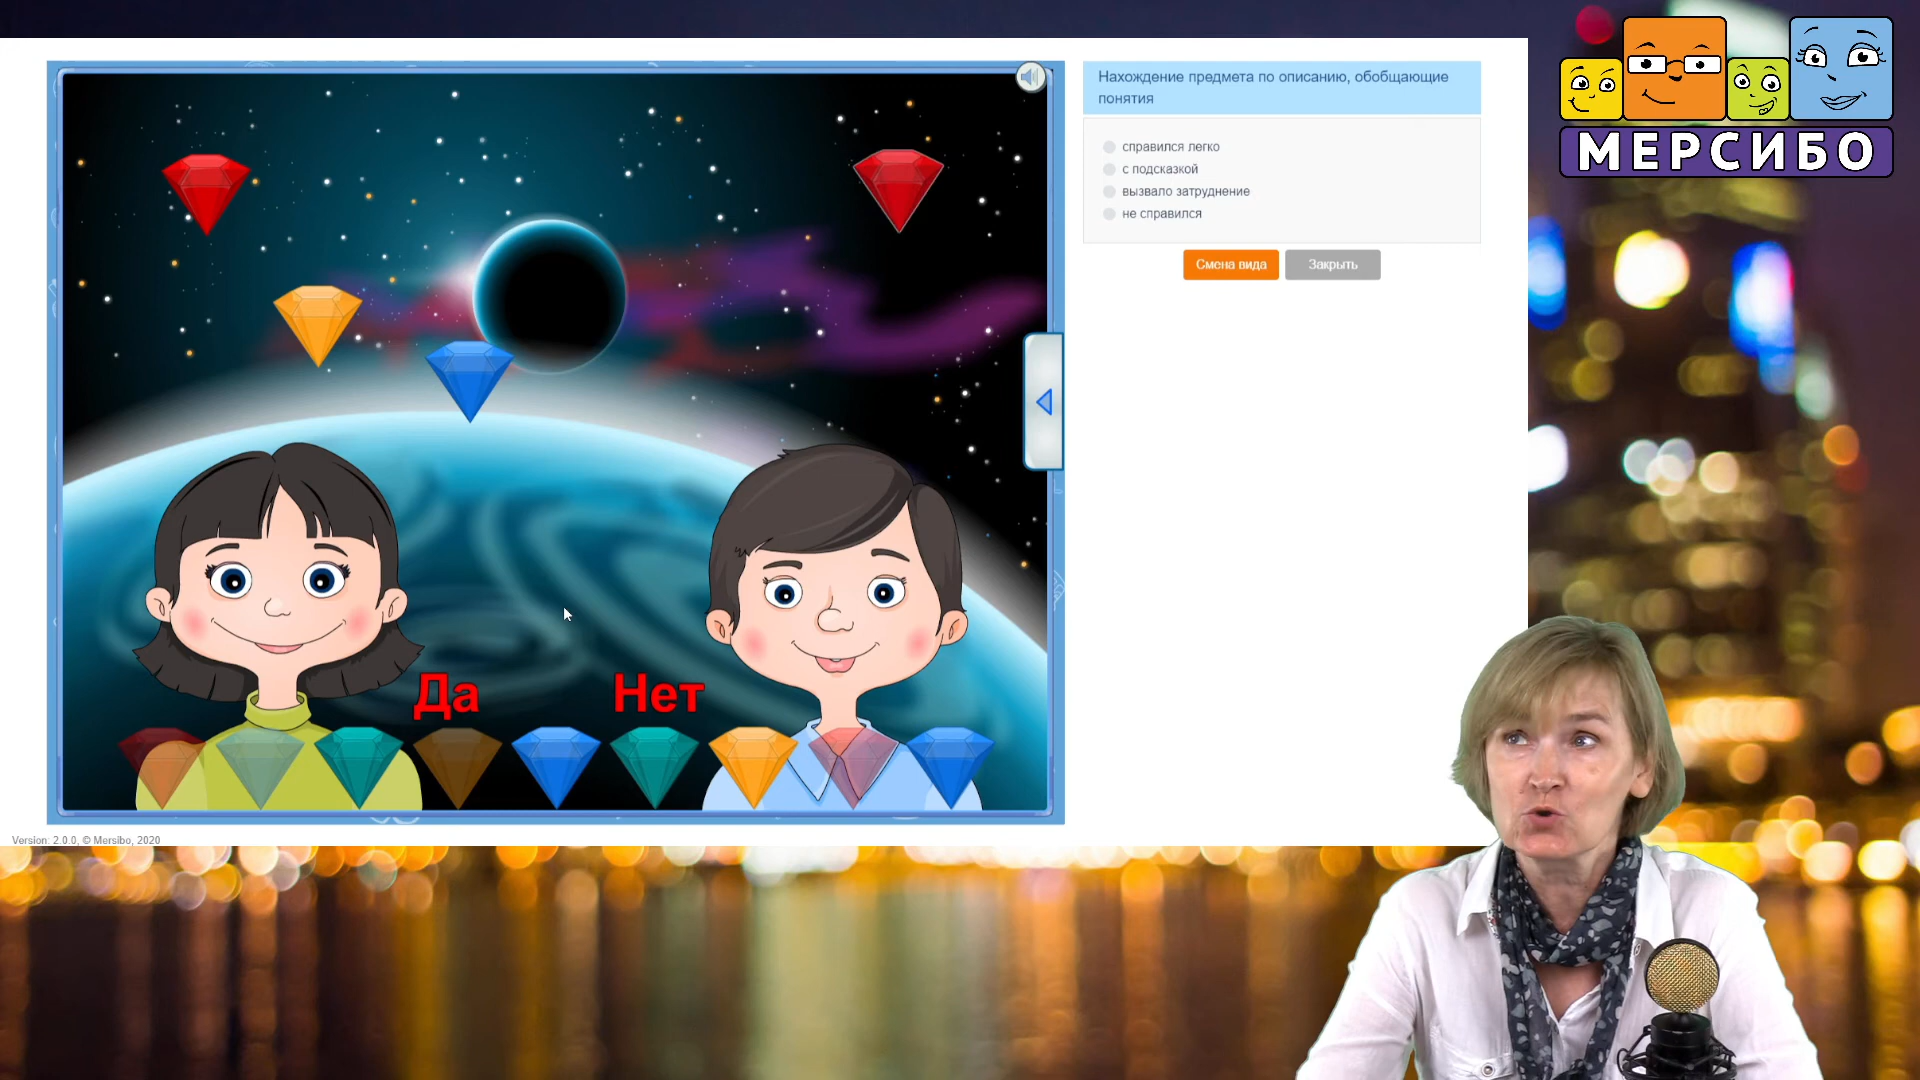 Нахождение предмета по описанию, обобщающие
понятия
справился легко
с подсказкой
вызвало затруднение
не справился
Смена вида
Закрыть
МЕРСИБО
Да
Нет
Version: 2.0.0, © Mersibo, 2020